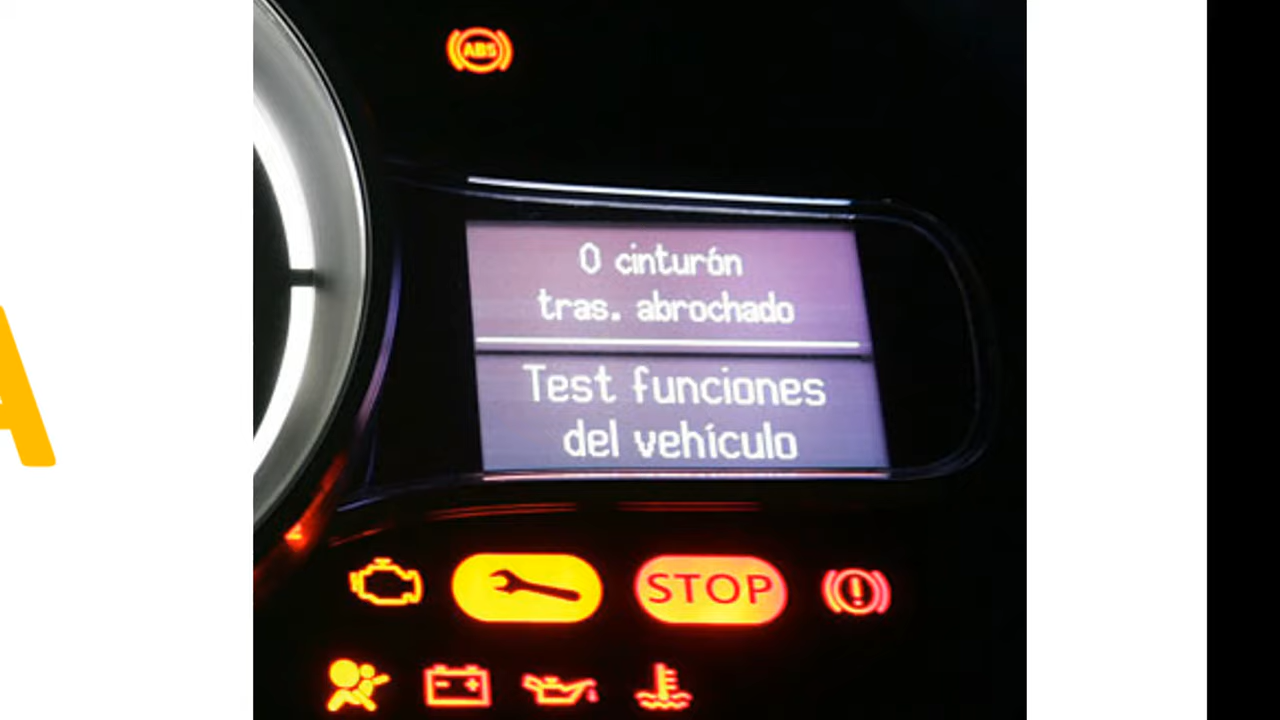 ABS
0 cinturón
tras. abrochado
Test funciones
del vehículo
STOP
A